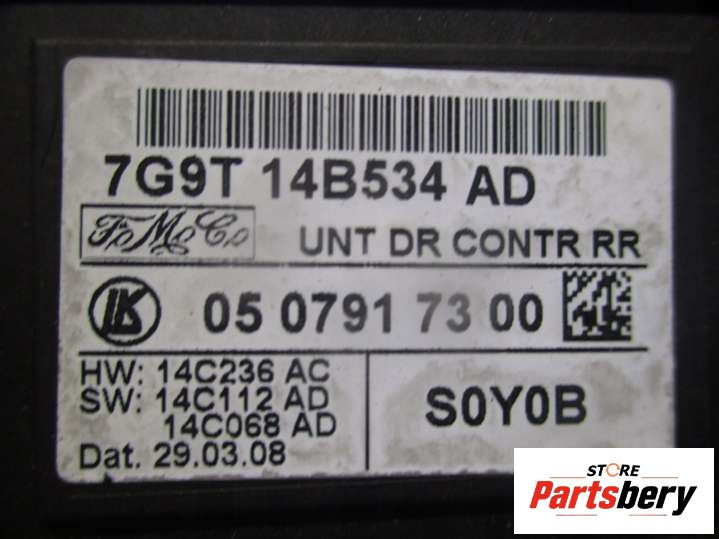 7G9T 14B534 AD
FoMoCo UNT DR CONTR RR
LK 05 0791 73 00
HW: 14C236 AC
SW: 14C112 AD
14C068 AD
Dat. 29.03.08
S0Y0B
STORE
Partsbery